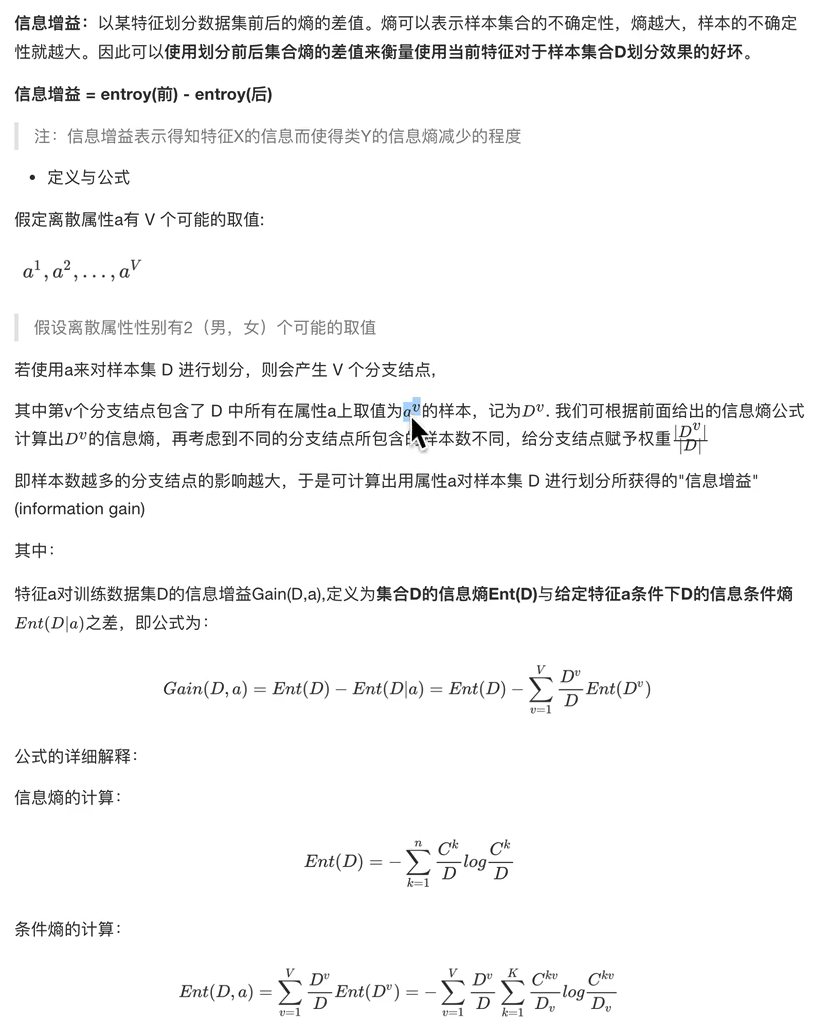 信息增益：以某特征划分数据集前后的熵的差值。熵可以表示样本集合的不确定性，熵越大，样本的不确定
性就越大。因此可以使用划分前后集合熵的差值来衡量使用当前特征对于样本集合D划分效果的好坏。
信息增益 = entroy(前) - entroy(后)
注：信息增益表示得知特征X的信息而使得类Y的信息熵减少的程度
• 定义与公式
假定离散属性a有 V 个可能的取值:
a^1, a^2, . . . , a^V
假设离散属性性别有2（男，女）个可能的取值
若使用a来对样本集 D 进行划分，则会产生 V 个分支结点,
其中第v个分支结点包含了 D 中所有在属性a上取值为a^v的样本，记为D^v. 我们可根据前面给出的信息熵公式
计算出D^v的信息熵，再考虑到不同的分支结点所包含样本数不同，给分支结点赋予权重|D^v|/|D|
即样本数越多的分支结点的影响越大，于是可计算出用属性a对样本集 D 进行划分所获得的"信息增益"
(information gain)
其中：
特征a对训练数据集D的信息增益Gain(D,a),定义为集合D的信息熵Ent(D)与给定特征a条件下D的信息条件熵
Ent(D|a)之差，即公式为：
Gain(D, a) = Ent(D) − Ent(D|a) = Ent(D) − ∑_{v=1}^{V} D^v/D Ent(D^v)
公式的详细解释：
信息熵的计算：
Ent(D) = − ∑_{k=1}^{n} C^k/D log C^k/D
条件熵的计算：
Ent(D, a) = ∑_{v=1}^{V} D^v/D Ent(D^v) = − ∑_{v=1}^{V} D^v/D ∑_{k=1}^{K} C^{kv}/D_v log C^{kv}/D_v